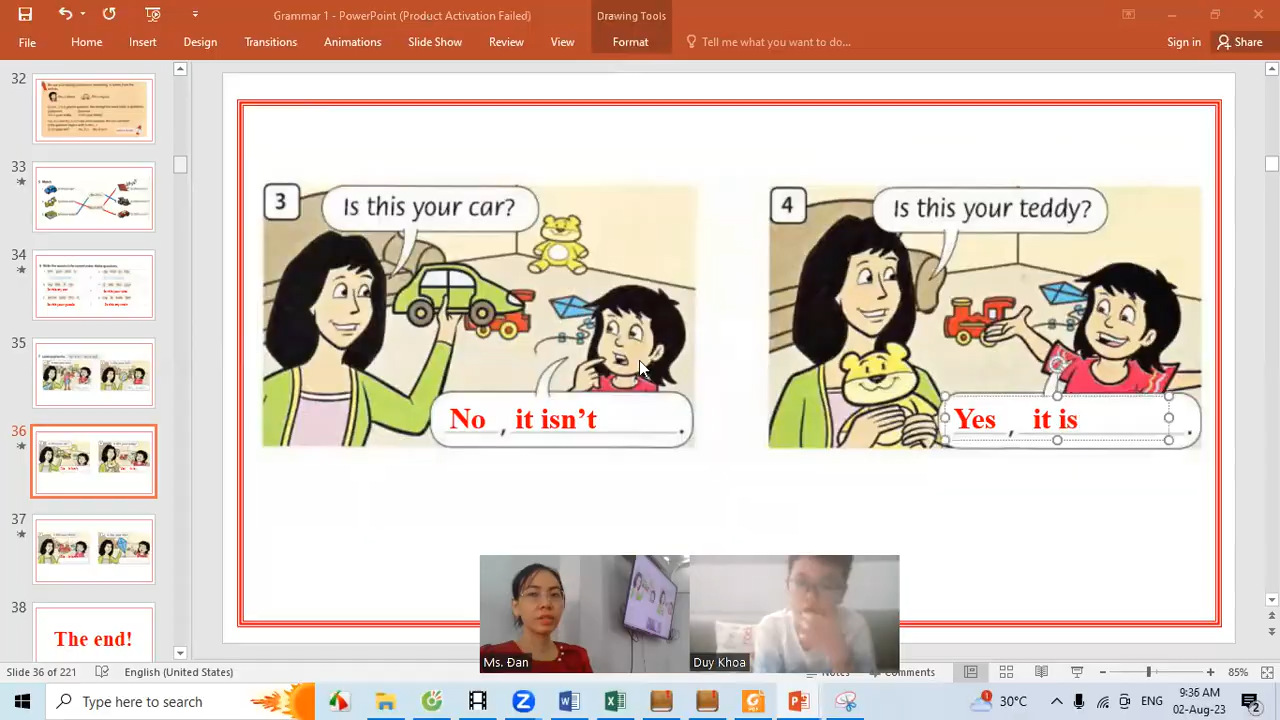 Grammar 1 - PowerPoint (Product Activation Failed)
Drawing Tools
File Home Insert Design Transitions Animations Slide Show Review View Format Tell me what you want to do... Sign in Share
32
33
34
35
36
37
38
The end!
3
Is this your car?
No , it isn't .
4
Is this your teddy?
Yes , it is .
Ms. Đan
Duy Khoa
Slide 36 of 221 English (United States) Notes Comments 85%
Type here to search
30°C ENG
9:36 AM
02-Aug-23
2